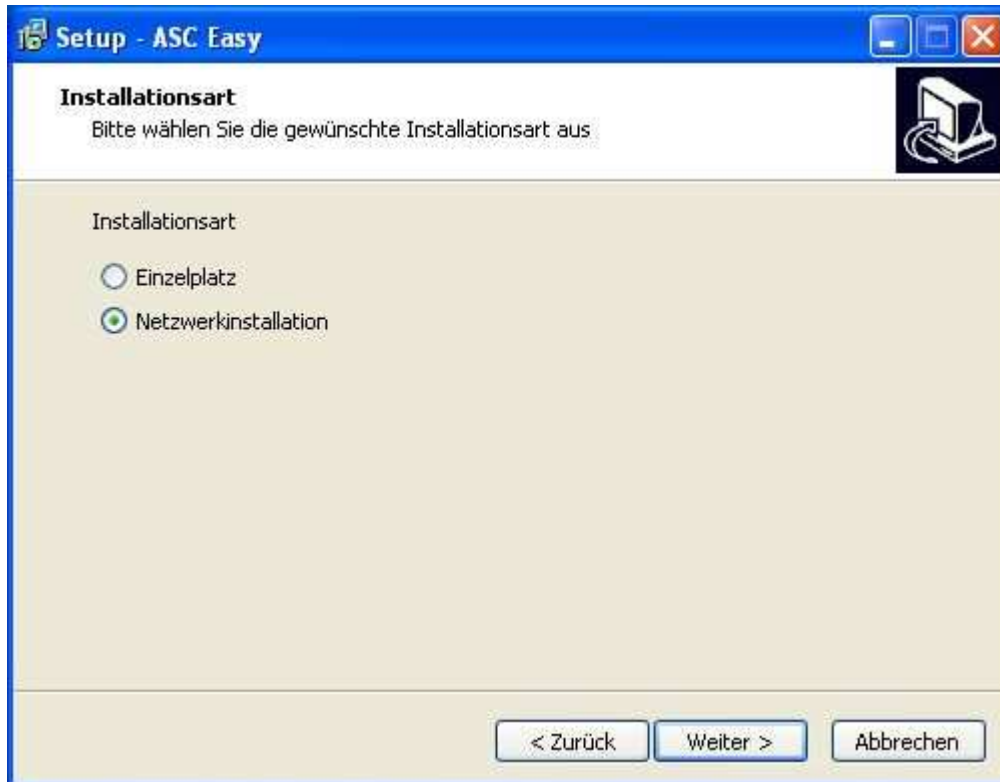 Setup - ASC Easy
Installationsart
Bitte wählen Sie die gewünschte Installationsart aus
Installationsart
Einzelplatz
Netzwerkinstallation
< Zurück
Weiter >
Abbrechen